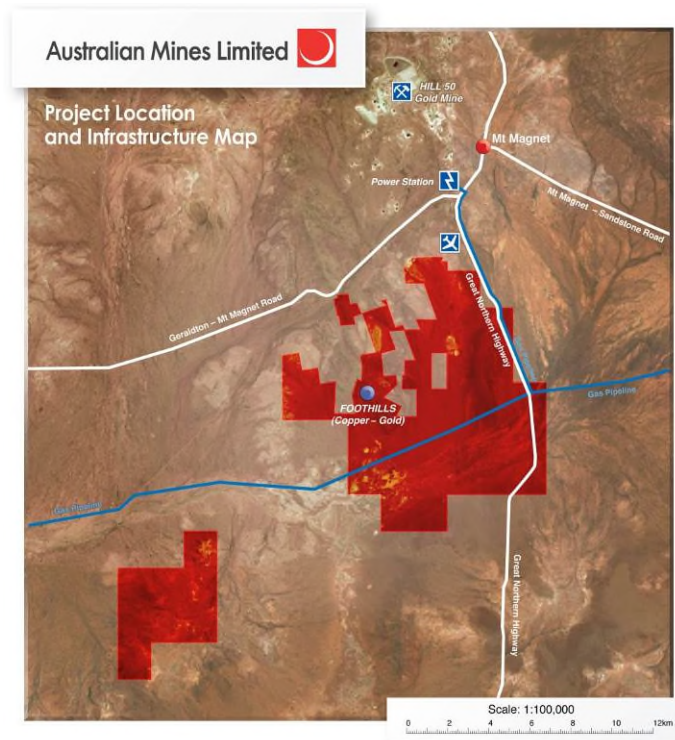 Australian Mines Limited
Project Location
and Infrastructure Map
HILL 50
Gold Mine
Mt Magnet
Power Station
Mt Magnet – Sandstone Road
Geraldton – Mt Magnet Road
Great Northern Highway
FOOTHILLS
(Copper – Gold)
Gas Pipeline
Gas Pipeline
Great Northern Highway
Scale: 1:100,000
0 2 4 6 8 10 12km